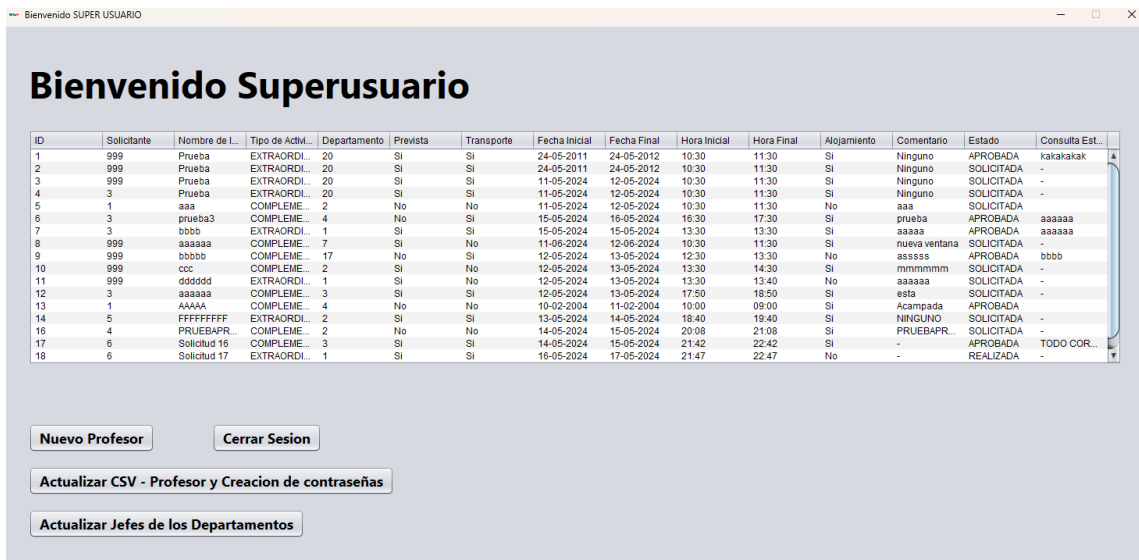 Bienvenido SUPER USUARIO
Bienvenido Superusuario
ID Solicitante Nombre de l... Tipo de Activi... Departamento Prevista Transporte Fecha Inicial Fecha Final Hora Inicial Hora Final Alojamiento Comentario Estado Consulta Est...
1 999 Prueba EXTRAORDI... 20 Si Si 24-05-2011 24-05-2012 10:30 11:30 Si Ninguno APROBADA kakakakak
2 999 Prueba EXTRAORDI... 20 Si Si 24-05-2011 24-05-2012 10:30 11:30 Si Ninguno SOLICITADA -
3 999 Prueba EXTRAORDI... 20 Si Si 11-05-2024 12-05-2024 10:30 11:30 Si Ninguno SOLICITADA -
4 3 Prueba EXTRAORDI... 20 Si Si 11-05-2024 12-05-2024 10:30 11:30 Si Ninguno SOLICITADA -
5 1 aaa COMPLEME... 2 No No 11-05-2024 12-05-2024 10:30 11:30 No aaa SOLICITADA
6 3 prueba3 COMPLEME... 4 No Si 15-05-2024 16-05-2024 16:30 17:30 Si prueba APROBADA aaaaaa
7 3 bbbb EXTRAORDI... 1 Si Si 15-05-2024 15-05-2024 13:30 13:30 Si aaaaa APROBADA aaaaaa
8 999 aaaaaa COMPLEME... 7 Si No 11-06-2024 12-06-2024 10:30 11:30 Si nueva ventana SOLICITADA -
9 999 bbbbb COMPLEME... 17 No Si 12-05-2024 13-05-2024 12:30 13:30 No asssss APROBADA bbbb
10 999 ccc COMPLEME... 2 Si No 12-05-2024 13-05-2024 13:30 14:30 Si mmmmmm SOLICITADA -
11 999 dddddd EXTRAORDI... 1 Si No 12-05-2024 13-05-2024 13:30 13:40 No aaaaaa SOLICITADA -
12 3 aaaaaa COMPLEME... 3 Si Si 12-05-2024 13-05-2024 17:50 18:50 Si esta SOLICITADA -
13 1 AAAAA COMPLEME... 4 No No 10-02-2004 11-02-2004 10:00 09:00 Si Acampada APROBADA
14 5 FFFFFFFFF EXTRAORDI... 2 Si Si 13-05-2024 14-05-2024 18:40 19:40 Si NINGUNO SOLICITADA -
16 4 PRUEBAPR... COMPLEME... 2 No No 14-05-2024 15-05-2024 20:08 21:08 Si PRUEBAPR... SOLICITADA -
17 6 Solicitud 16 COMPLEME... 3 Si Si 14-05-2024 15-05-2024 21:42 22:42 Si - APROBADA TODO COR...
18 6 Solicitud 17 EXTRAORDI... 1 Si Si 16-05-2024 17-05-2024 21:47 22:47 No - REALIZADA -
Nuevo Profesor Cerrar Sesion
Actualizar CSV - Profesor y Creacion de contraseñas
Actualizar Jefes de los Departamentos